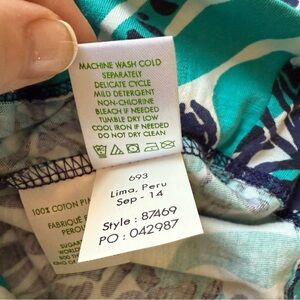 MACHINE WASH COLD
SEPARATELY
DELICATE CYCLE
MILD DETERGENT
NON-CHLORINE
BLEACH IF NEEDED
TUMBLE DRY LOW
COOL IRON IF NEEDED
DO NOT DRY CLEAN
693
Lima, Peru
Sep - 14
Style : 87469
PO : 042987
100% COTON
FABRIQUÉ